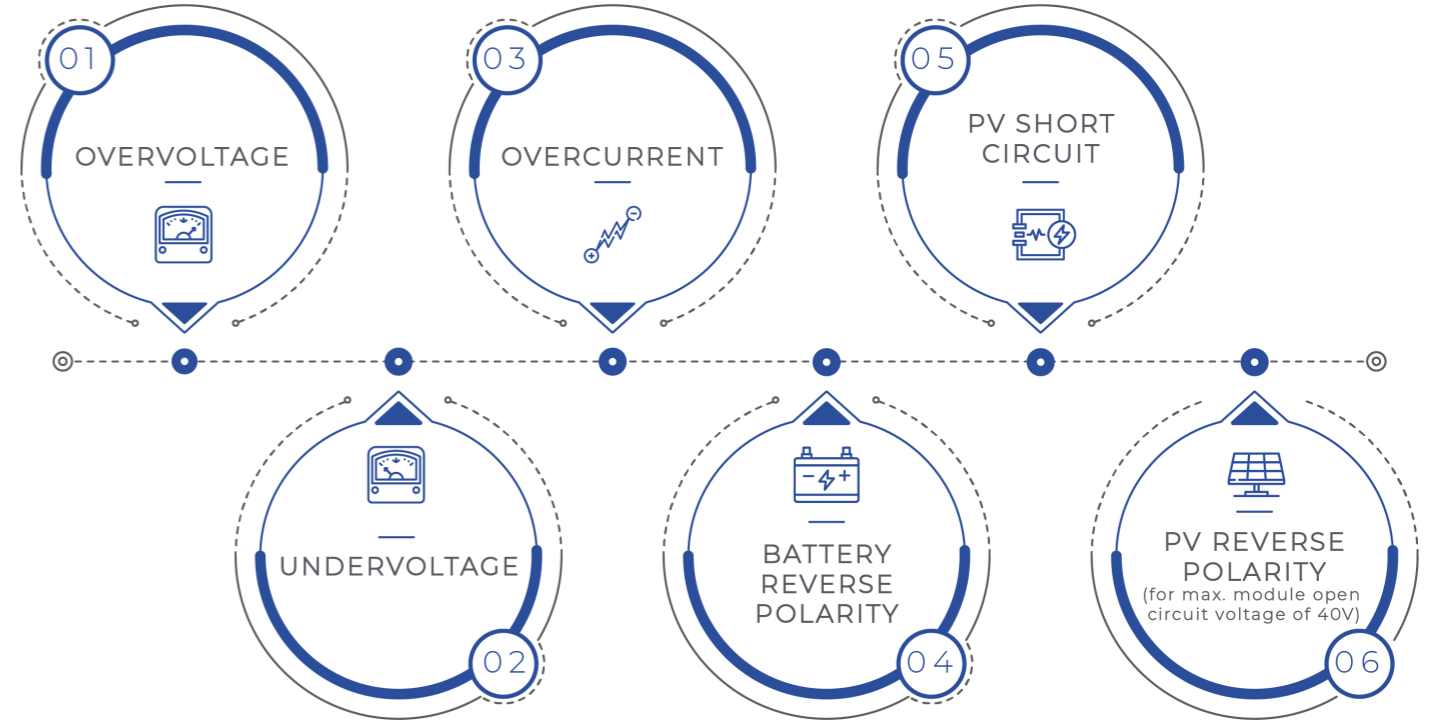 01
OVERVOLTAGE
02
UNDERVOLTAGE
03
OVERCURRENT
04
BATTERY
REVERSE
POLARITY
05
PV SHORT
CIRCUIT
06
PV REVERSE
POLARITY
(for max. module open
circuit voltage of 40V)